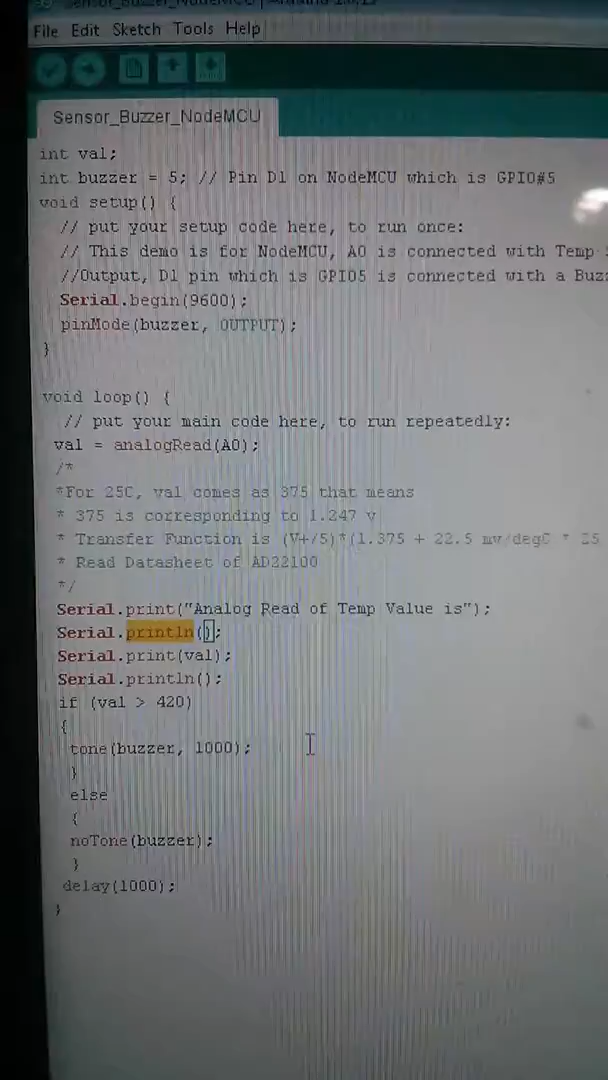 File Edit Sketch Tools Help
Sensor_Buzzer_NodeMCU
int val;
int buzzer = 5; // Pin D1 on NodeMCU which is GPIO#5
void setup() {
// put your setup code here, to run once:
// This demo is for NodeMCU, A0 is connected with Temp
//Output, D1 pin which is GPIO5 is connected with a Buzz
Serial.begin(9600);
pinMode(buzzer, OUTPUT);
}
void loop() {
// put your main code here, to run repeatedly:
val = analogRead(A0);
/*
*For 25C, val comes as 375 that means
* 375 is corresponding to 1.247 v
* Transfer Function is (V+/5)*(1.375 + 22.5 mv/degC * 25
* Read Datasheet of AD22100
*/
Serial.print("Analog Read of Temp Value is");
Serial.println();
Serial.print(val);
Serial.println();
if (val > 420)
{
tone(buzzer, 1000);
}
else
{
noTone(buzzer);
}
delay(1000);
}